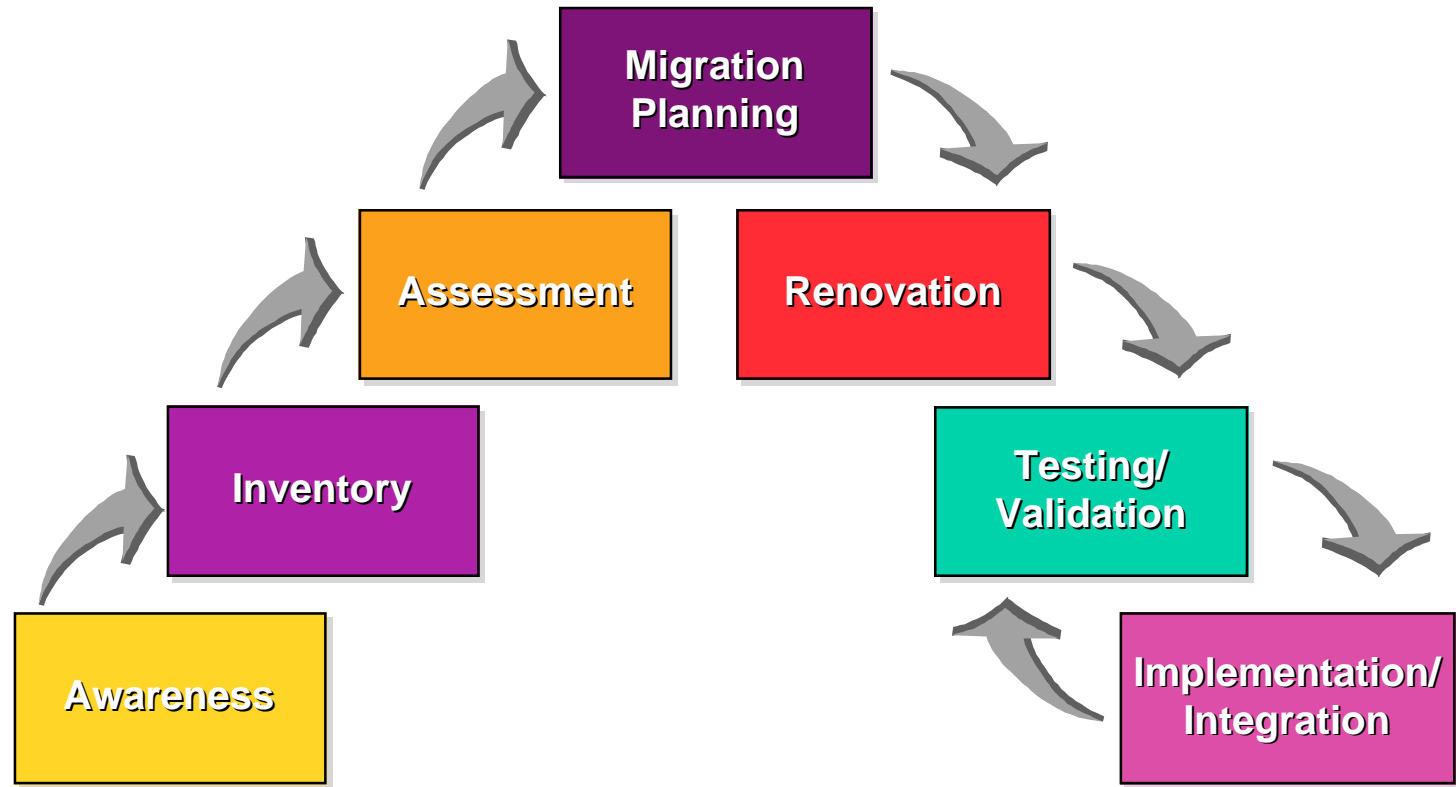 Migration
Planning
Assessment
Renovation
Inventory
Testing/
Validation
Awareness
Implementation/
Integration